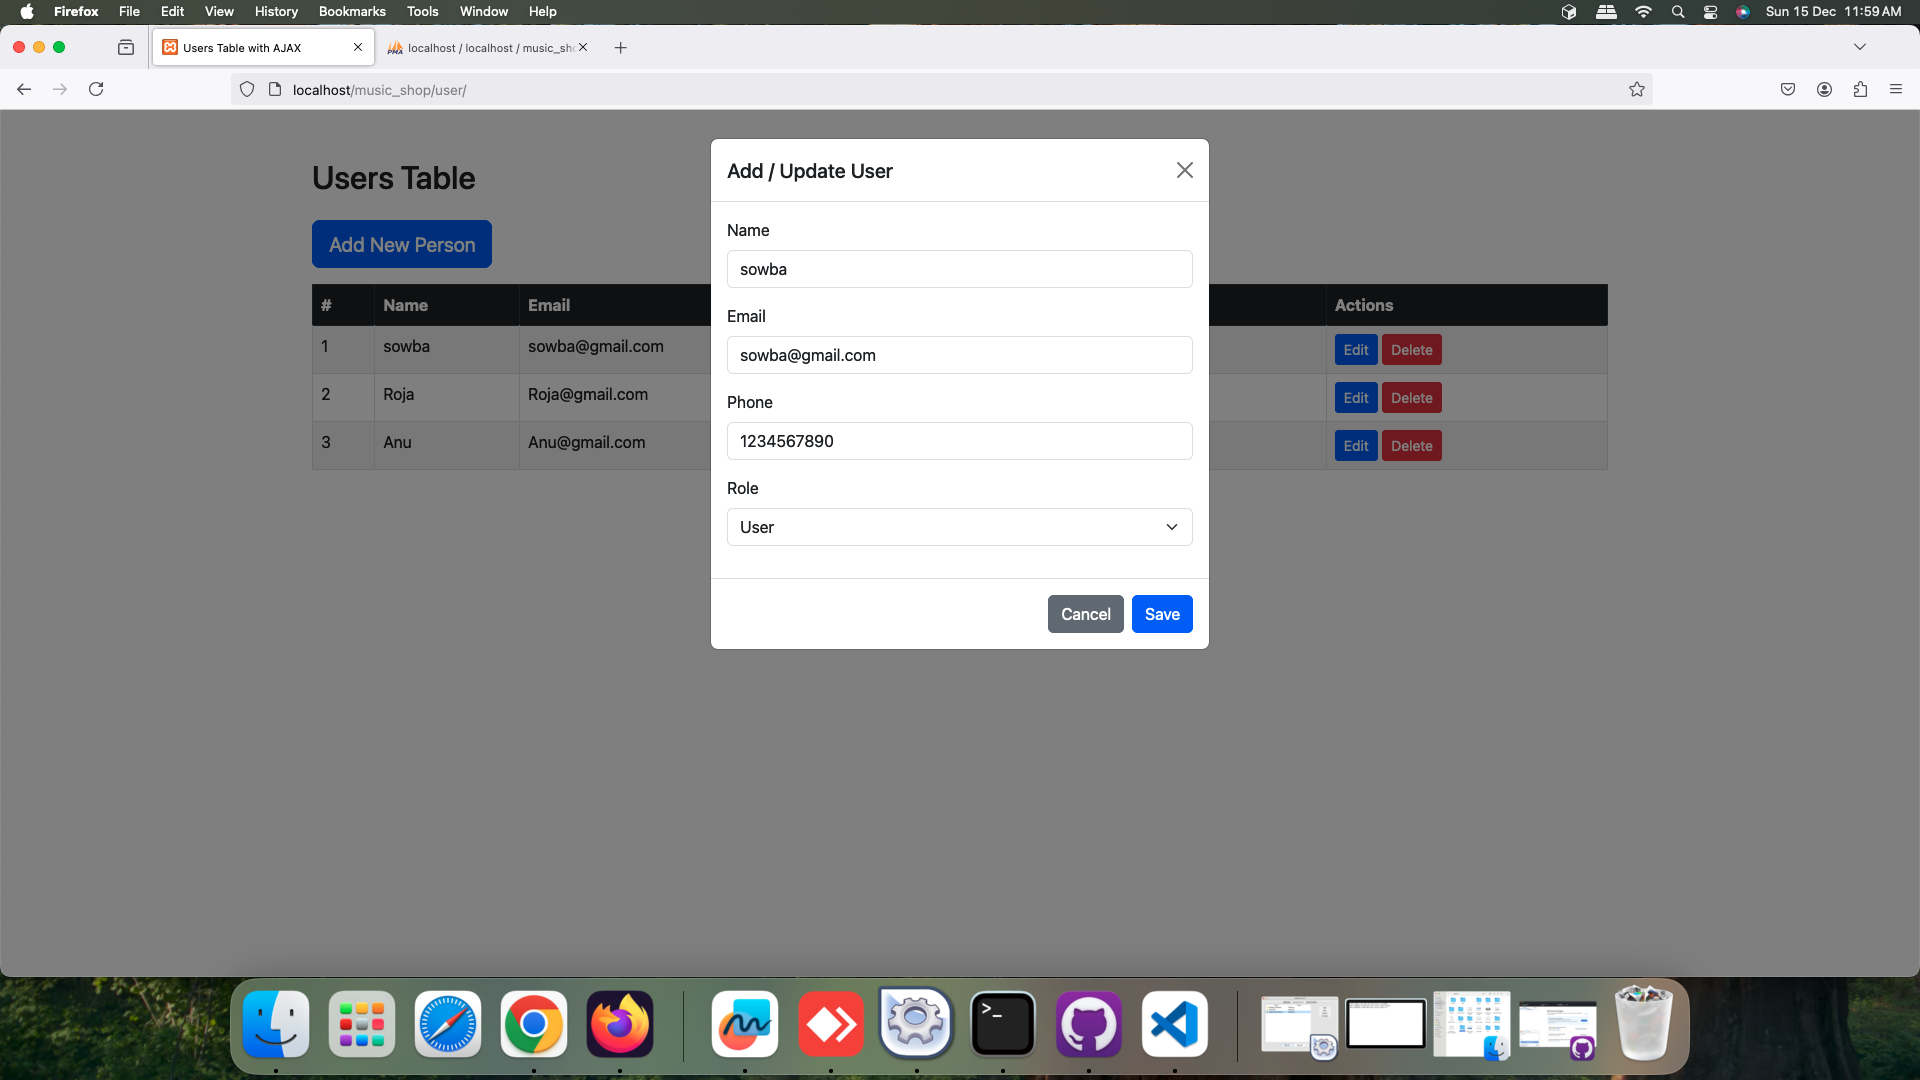 Firefox File Edit View History Bookmarks Tools Window Help Sun 15 Dec 11:59 AM
Users Table with AJAX localhost / localhost / music_sh
localhost/music_shop/user/
Users Table
Add New Person
# Name Email Actions
1 sowba sowba@gmail.com Edit Delete
2 Roja Roja@gmail.com Edit Delete
3 Anu Anu@gmail.com Edit Delete
Add / Update User
Name
sowba
Email
sowba@gmail.com
Phone
1234567890
Role
User
Cancel Save